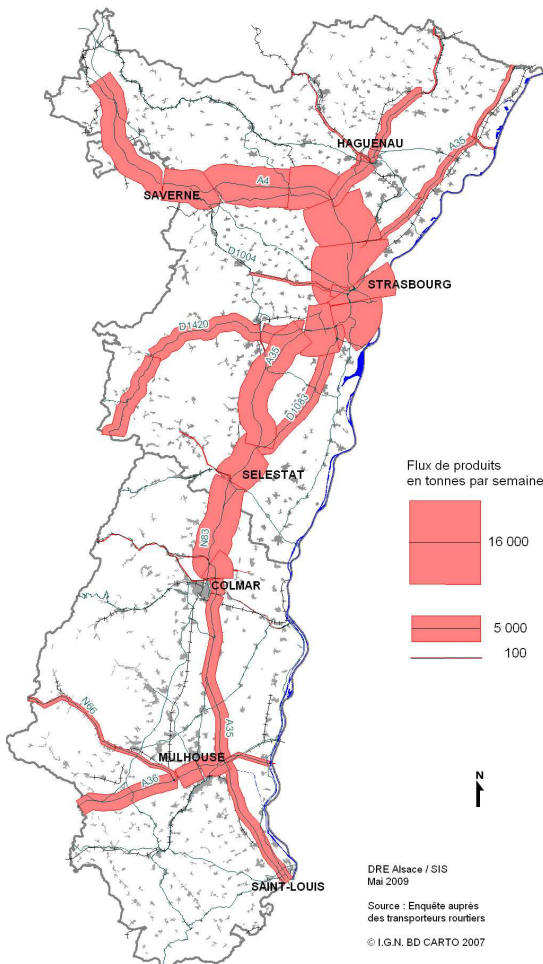 HAGUENAU
A35
SAVERNE
A4
D1004
STRASBOURG
D1420
A35
D1083
Flux de produits
en tonnes par semaine
SELESTAT
16 000
N83
COLMAR
5 000
100
N66
A35
MULHOUSE
A36
N
SAINT-LOUIS
DRE Alsace / SIS
Mai 2009
Source : Enquête auprès
des transporteurs rourtiers
© I.G.N. BD CARTO 2007